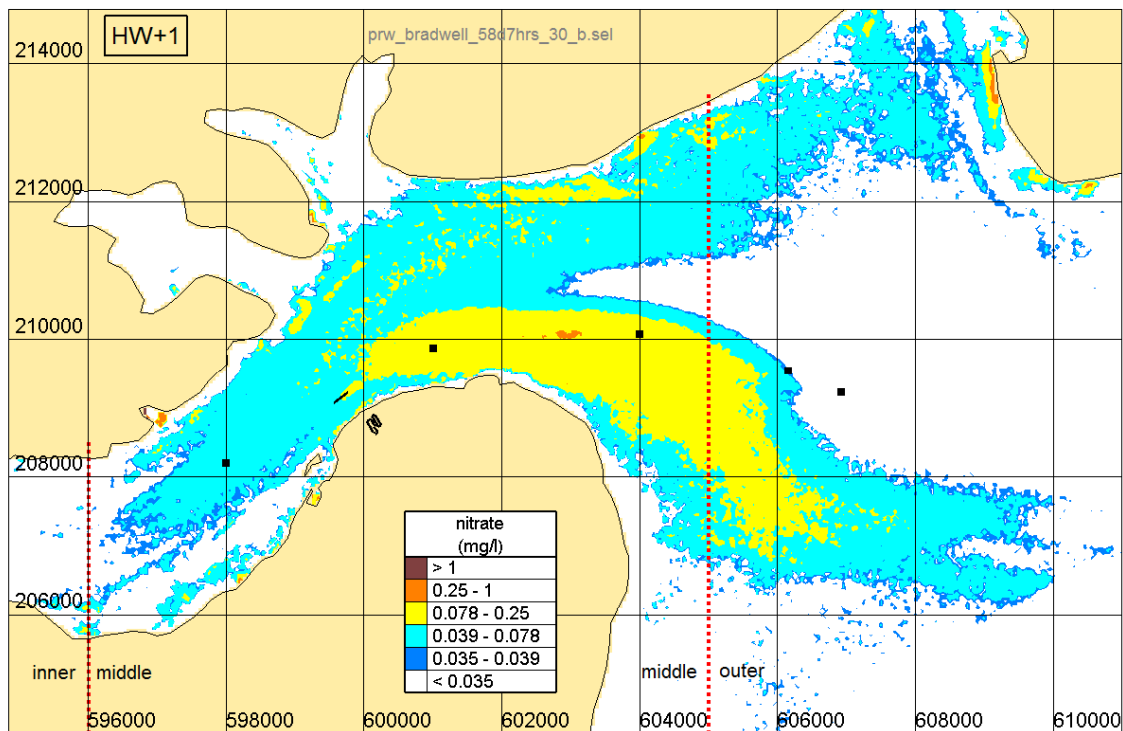 HW+1
prw_bradwell_58d7hrs_30_b.sel
214000
212000
210000
208000
206000
nitrate
(mg/l)
> 1
0.25 - 1
0.078 - 0.25
0.039 - 0.078
0.035 - 0.039
< 0.035
inner middle
middle outer
596000 598000 600000 602000 604000 606000 608000 610000